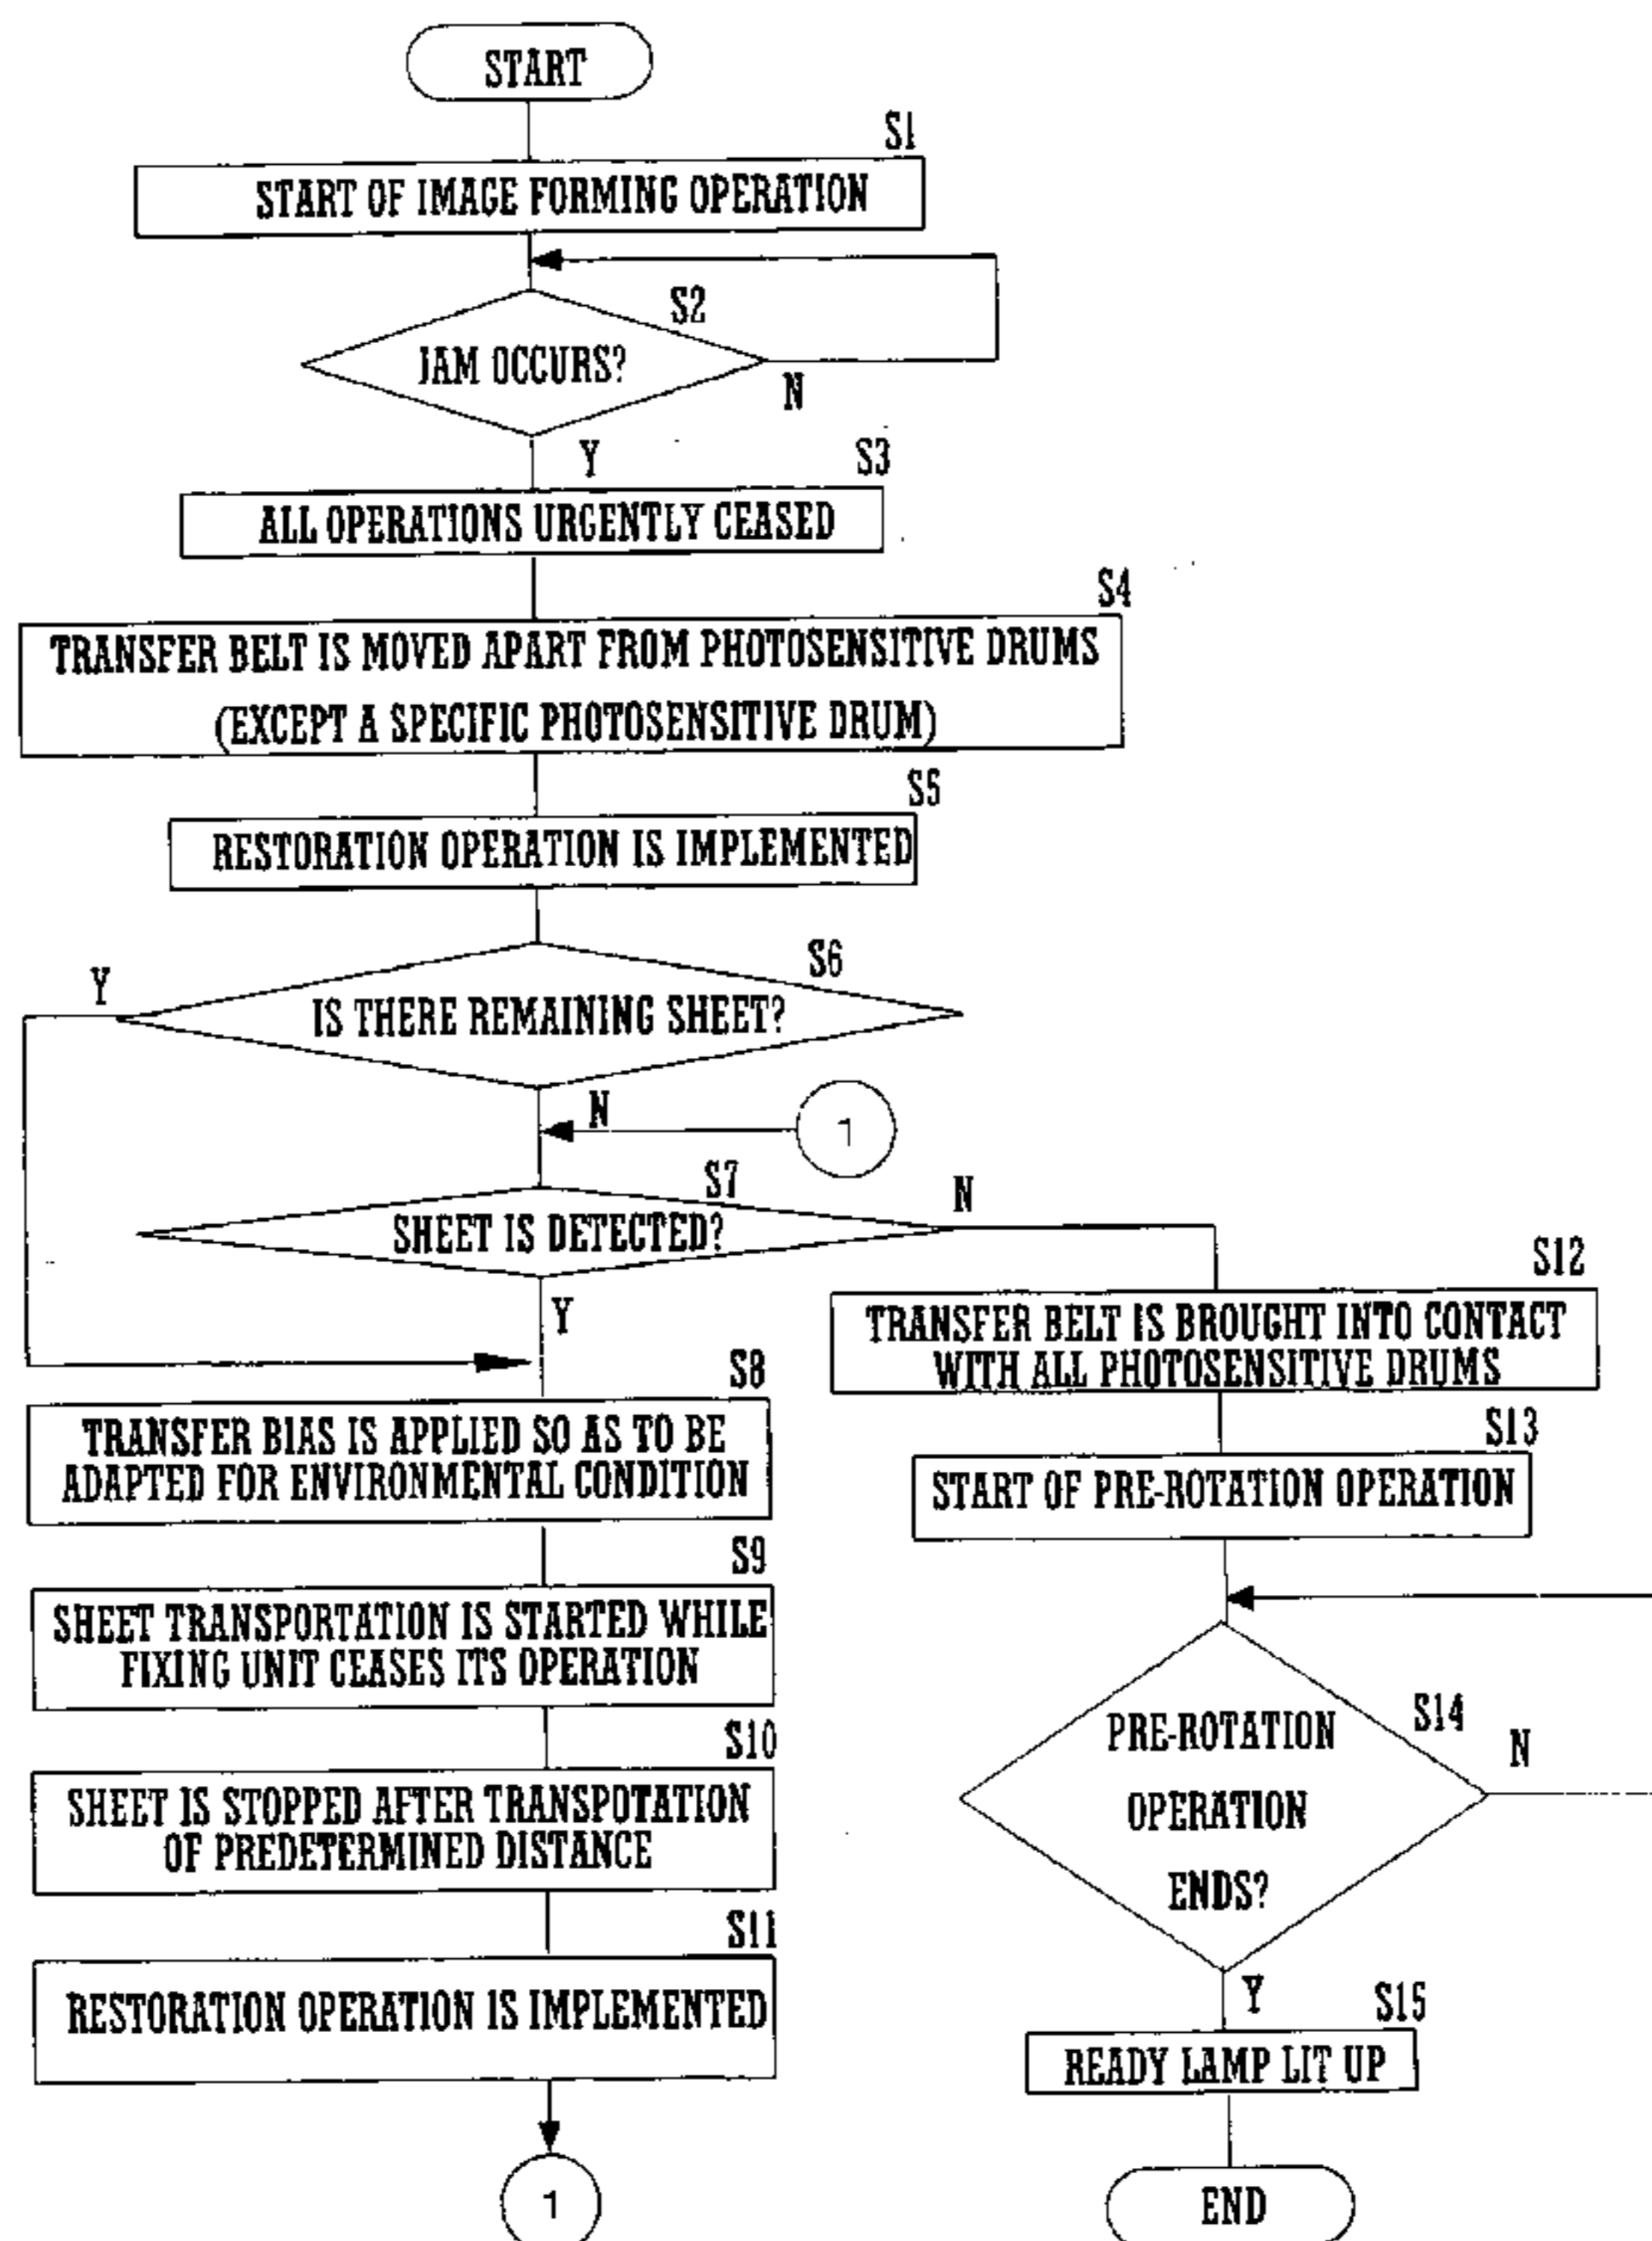 START
S1
START OF IMAGE FORMING OPERATION
S2
JAM OCCURS?
N
Y
S3
ALL OPERATIONS URGENTLY CEASED
S4
TRANSFER BELT IS MOVED APART FROM PHOTOSENSITIVE DRUMS
(EXCEPT A SPECIFIC PHOTOSENSITIVE DRUM)
S5
RESTORATION OPERATION IS IMPLEMENTED
S6
Y
IS THERE REMAINING SHEET?
N
1
S7
N
SHEET IS DETECTED?
Y
S8
TRANSFER BIAS IS APPLIED SO AS TO BE
ADAPTED FOR ENVIRONMENTAL CONDITION
S9
SHEET TRANSPORTATION IS STARTED WHILE
FIXING UNIT CEASES ITS OPERATION
S10
SHEET IS STOPPED AFTER TRANSPOTATION
OF PREDETERMINED DISTANCE
S11
RESTORATION OPERATION IS IMPLEMENTED
1
S12
TRANSFER BELT IS BROUGHT INTO CONTACT
WITH ALL PHOTOSENSITIVE DRUMS
S13
START OF PRE-ROTATION OPERATION
S14
PRE-ROTATION
OPERATION
ENDS?
N
Y
S15
READY LAMP LIT UP
END